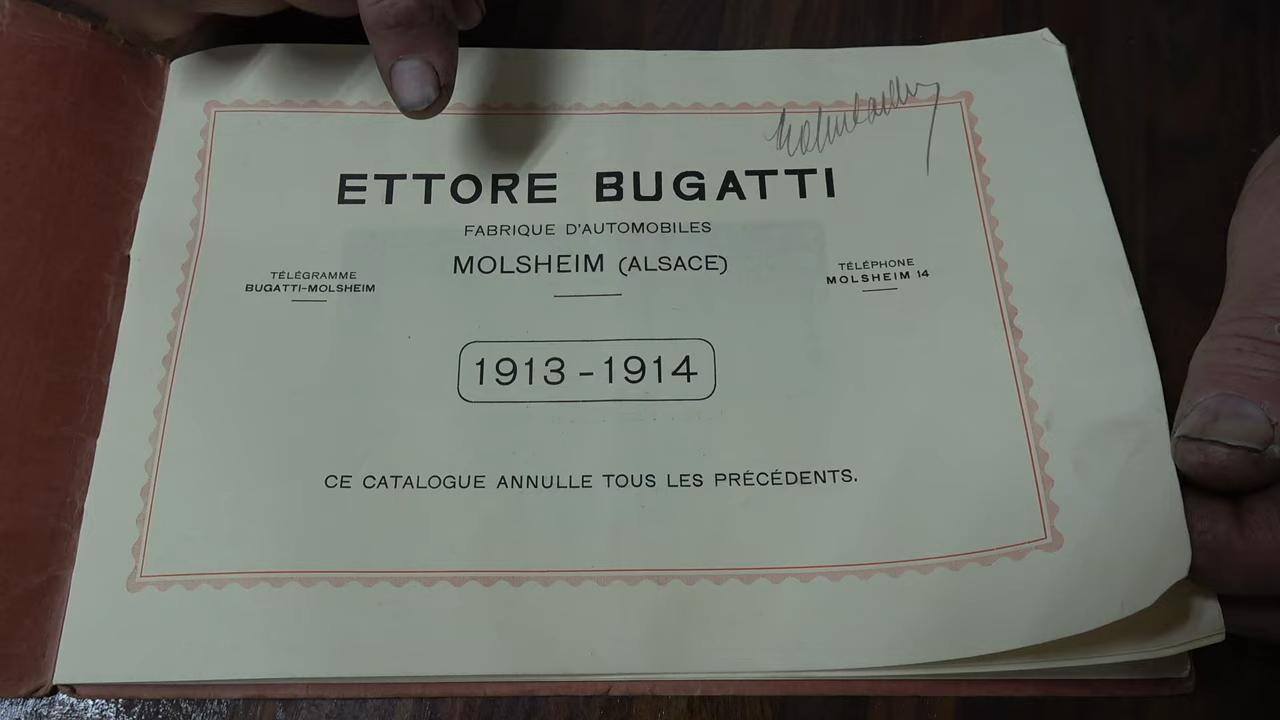 ETTORE BUGATTI
FABRIQUE D'AUTOMOBILES
MOLSHEIM (ALSACE)
TÉLÉGRAMME
BUGATTI-MOLSHEIM
TÉLÉPHONE
MOLSHEIM 14
1913-1914
CE CATALOGUE ANNULLE TOUS LES PRÉCÉDENTS.